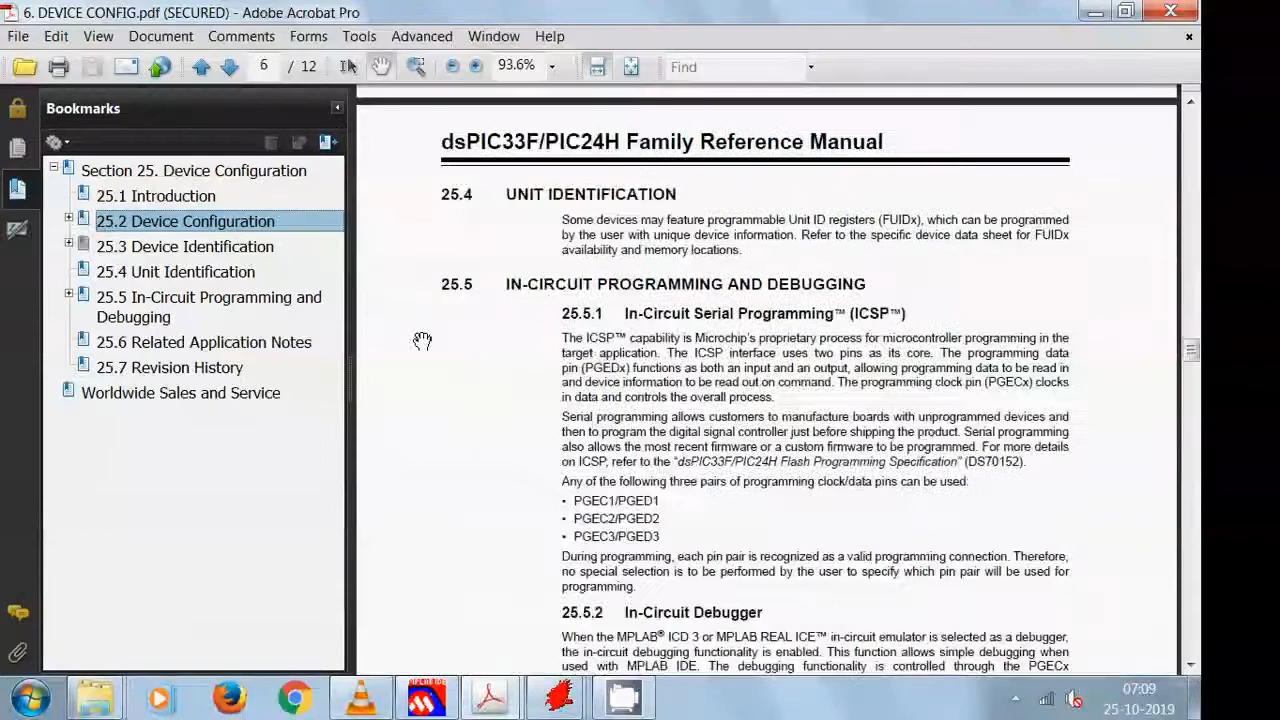 6. DEVICE CONFIG.pdf (SECURED) - Adobe Acrobat Pro
File Edit View Document Comments Forms Tools Advanced Window Help
6 / 12 93.6% Find
Bookmarks
Section 25. Device Configuration
25.1 Introduction
25.2 Device Configuration
25.3 Device Identification
25.4 Unit Identification
25.5 In-Circuit Programming and
Debugging
25.6 Related Application Notes
25.7 Revision History
Worldwide Sales and Service
dsPIC33F/PIC24H Family Reference Manual
25.4 UNIT IDENTIFICATION
Some devices may feature programmable Unit ID registers (FUIDx), which can be programmed
by the user with unique device information. Refer to the specific device data sheet for FUIDx
availability and memory locations.
25.5 IN-CIRCUIT PROGRAMMING AND DEBUGGING
25.5.1 In-Circuit Serial Programming™ (ICSP™)
The ICSP™ capability is Microchip's proprietary process for microcontroller programming in the
target application. The ICSP interface uses two pins as its core. The programming data
pin (PGEDx) functions as both an input and an output, allowing programming data to be read in
and device information to be read out on command. The programming clock pin (PGECx) clocks
in data and controls the overall process.
Serial programming allows customers to manufacture boards with unprogrammed devices and
then to program the digital signal controller just before shipping the product. Serial programming
also allows the most recent firmware or a custom firmware to be programmed. For more details
on ICSP, refer to the "dsPIC33F/PIC24H Flash Programming Specification" (DS70152).
Any of the following three pairs of programming clock/data pins can be used:
• PGEC1/PGED1
• PGEC2/PGED2
• PGEC3/PGED3
During programming, each pin pair is recognized as a valid programming connection. Therefore,
no special selection is to be performed by the user to specify which pin pair will be used for
programming.
25.5.2 In-Circuit Debugger
When the MPLAB® ICD 3 or MPLAB REAL ICE™ in-circuit emulator is selected as a debugger,
the in-circuit debugging functionality is enabled. This function allows simple debugging when
used with MPLAB IDE. The debugging functionality is controlled through the PGECx
07:09
25-10-2019